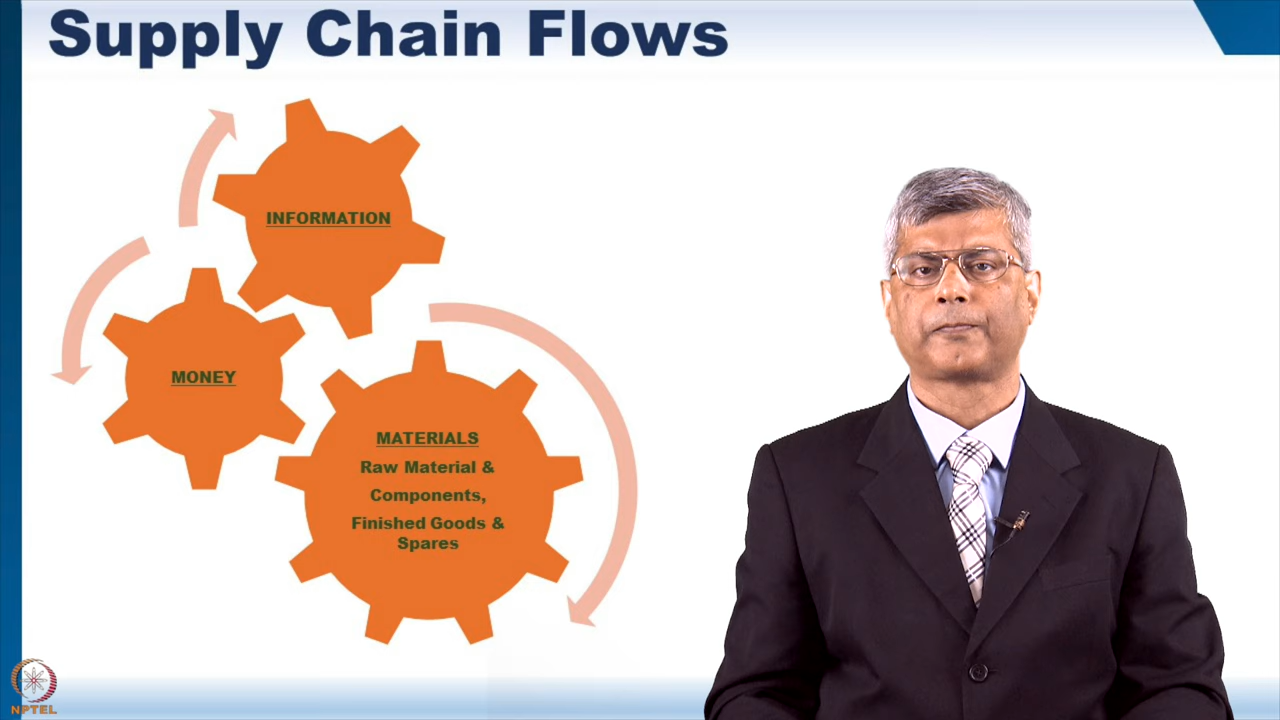 Supply Chain Flows
INFORMATION
MONEY
MATERIALS
Raw Material &
Components,
Finished Goods &
Spares
NPTEL